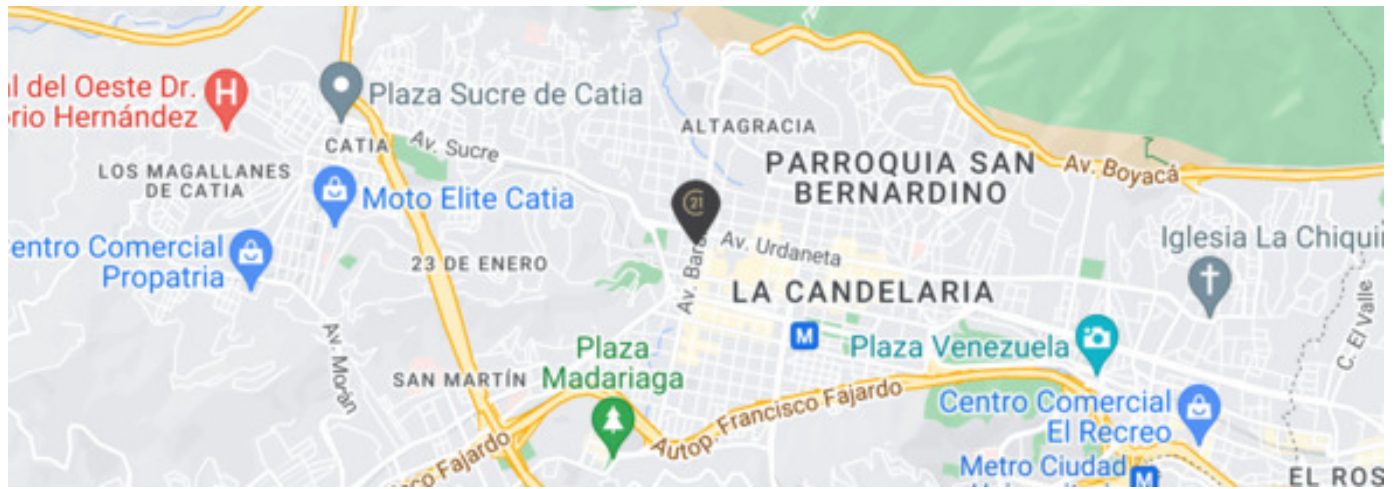 al del Oeste Dr.
orio Hernández
Plaza Sucre de Catia
CATIA
Av. Sucre
ALTAGRACIA
PARROQUIA SAN
BERNARDINO
Av. Boyacá
LOS MAGALLANES
DE CATIA
Moto Elite Catia
21
Centro Comercial
Propatria
23 DE ENERO
Av. Bara
Av. Urdaneta
Iglesia La Chiqui
LA CANDELARIA
C. El Valle
Av. Morán
SAN MARTÍN
Plaza
Madariaga
M
Plaza Venezuela
Autop. Francisco Fajardo
Centro Comercial
El Recreo
cisco Fajardo
Metro Ciudad
M
EL ROS